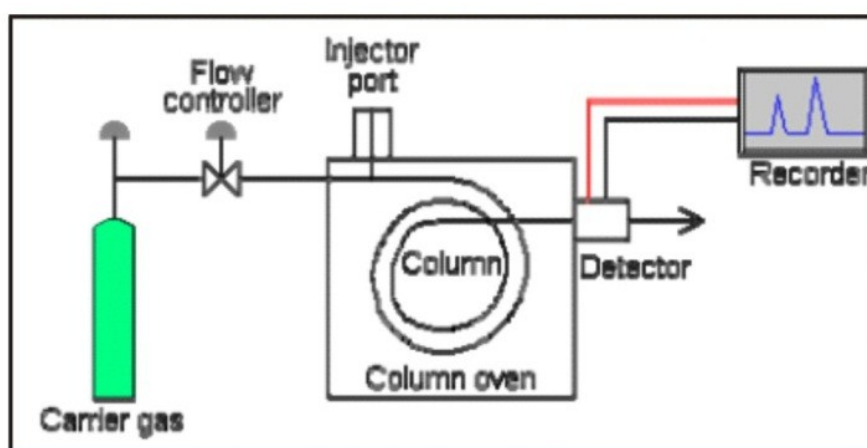 Injector
port
Flow
controller
Recorder
Column
Detector
Column oven
Carrier gas